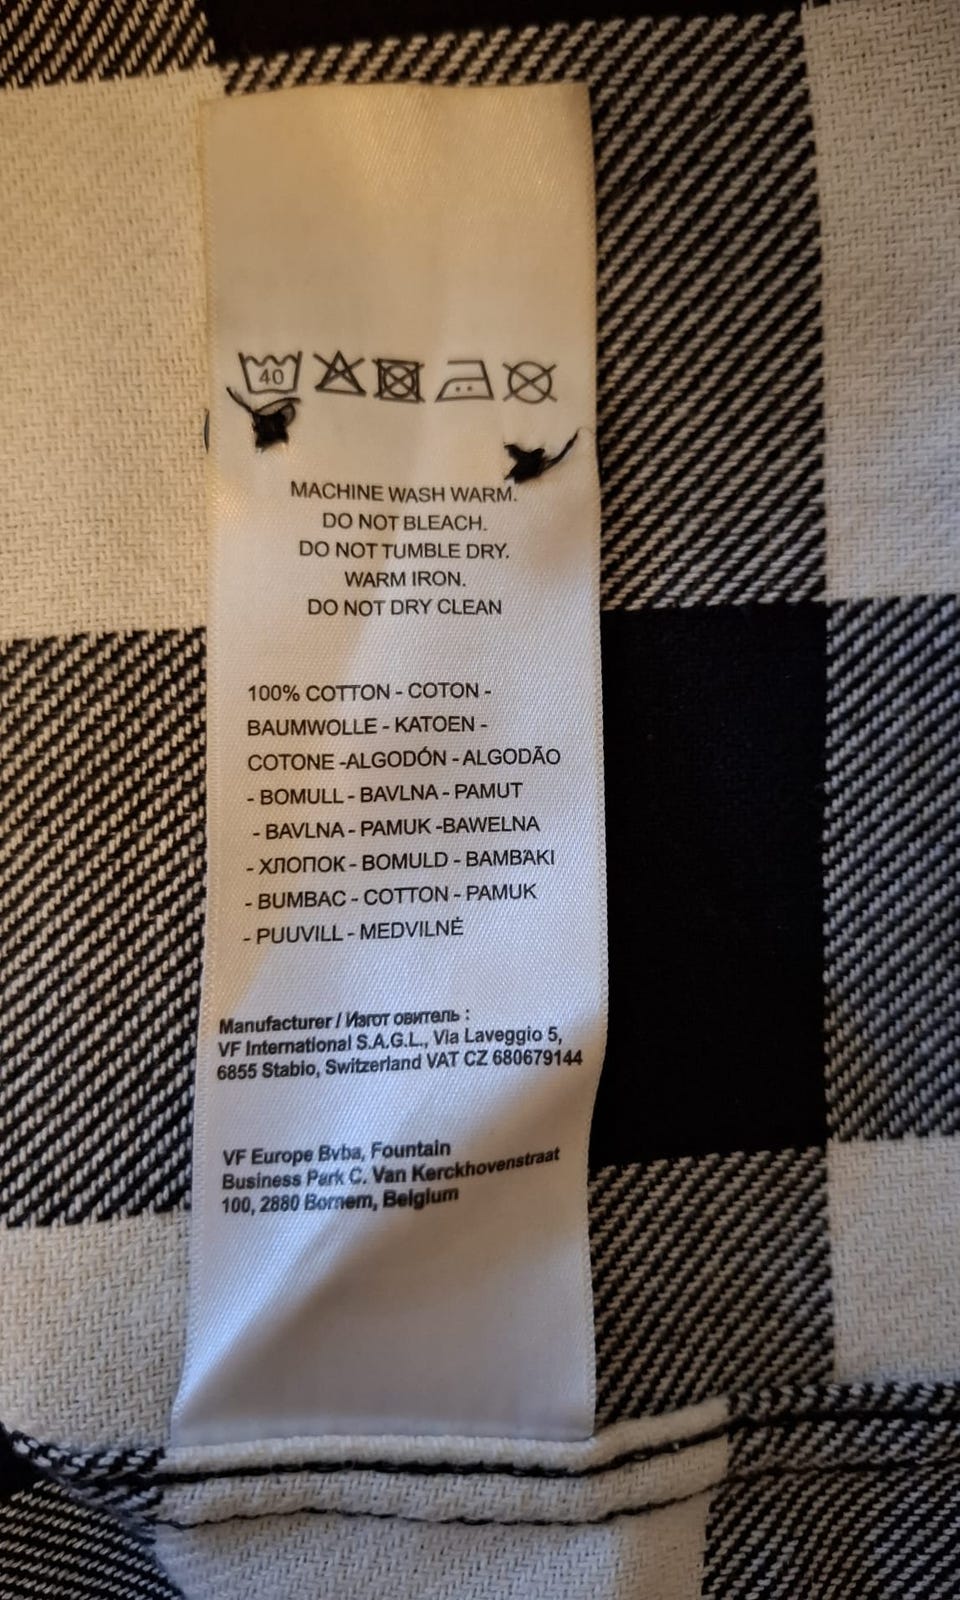 40
MACHINE WASH WARM.
DO NOT BLEACH.
DO NOT TUMBLE DRY.
WARM IRON.
DO NOT DRY CLEAN
100% COTTON - COTON -
BAUMWOLLE - KATOEN -
COTONE -ALGODÓN - ALGODÃO
- BOMULL - BAVLNA - PAMUT
- BAVLNA - PAMUK -BAWELNA
- ХЛОПОК - BOMULD - ΒΑΜΒΆΚΙ
- BUMBAC - COTTON - PAMUK
- PUUVILL - MEDVILNĖ
Manufacturer / Изгот овитель :
VF International S.A.G.L., Via Laveggio 5,
6855 Stabio, Switzerland VAT CZ 680679144
VF Europe Bvba, Fountain
Business Park C. Van Kerckhovenstraat
100, 2880 Bornem, Belgium